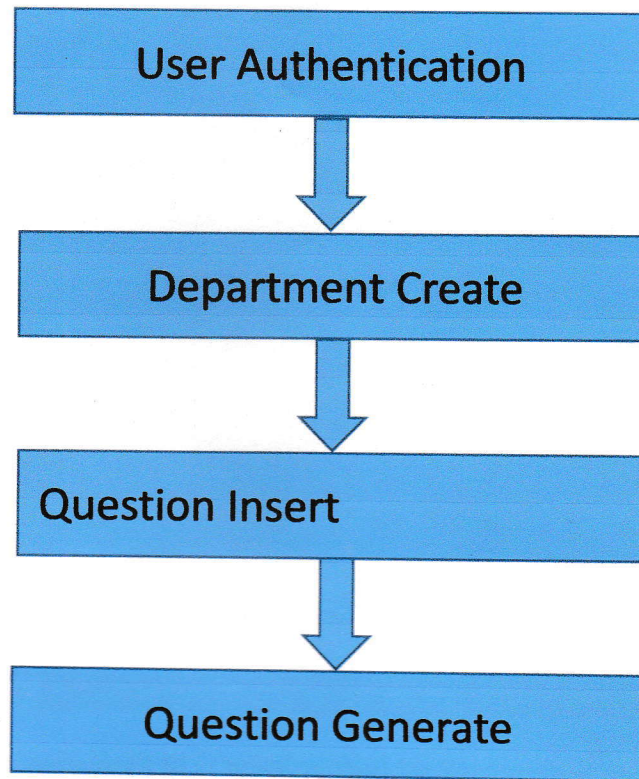 User Authentication
Department Create
Question Insert
Question Generate